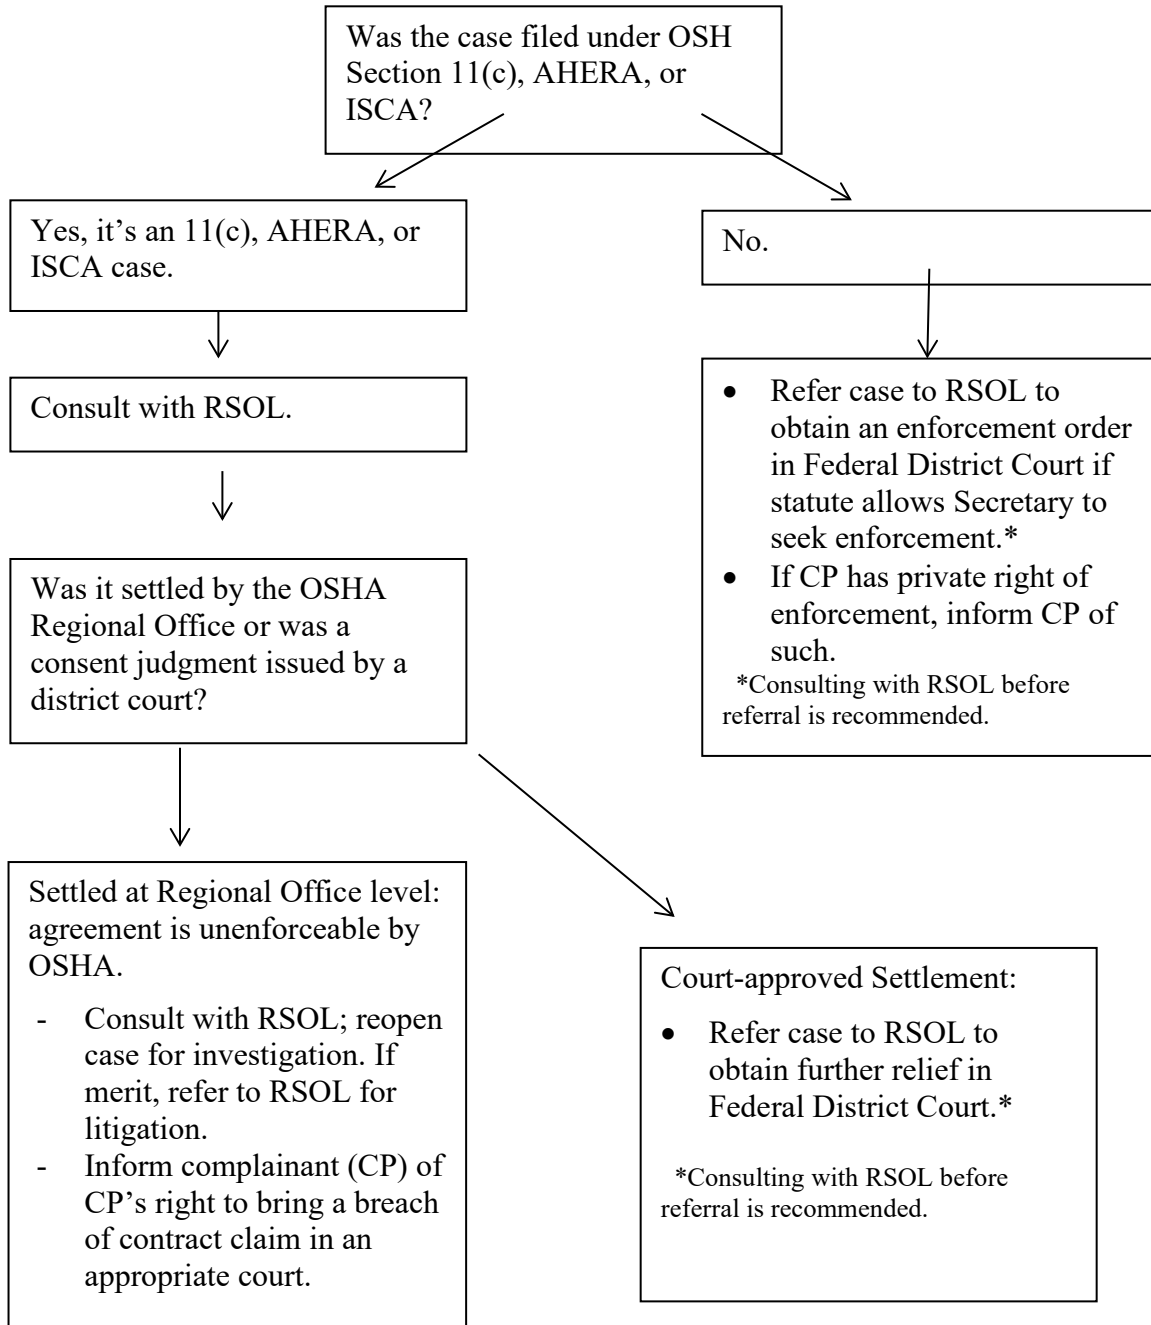 Was the case filed under OSH
Section 11(c), AHERA, or
ISCA?
Yes, it’s an 11(c), AHERA, or
ISCA case.
No.
Consult with RSOL.
• Refer case to RSOL to
obtain an enforcement order
in Federal District Court if
statute allows Secretary to
seek enforcement.*
• If CP has private right of
enforcement, inform CP of
such.
*Consulting with RSOL before
referral is recommended.
Was it settled by the OSHA
Regional Office or was a
consent judgment issued by a
district court?
Settled at Regional Office level:
agreement is unenforceable by
OSHA.
- Consult with RSOL; reopen
case for investigation. If
merit, refer to RSOL for
litigation.
- Inform complainant (CP) of
CP’s right to bring a breach
of contract claim in an
appropriate court.
Court-approved Settlement:
• Refer case to RSOL to
obtain further relief in
Federal District Court.*
*Consulting with RSOL before
referral is recommended.